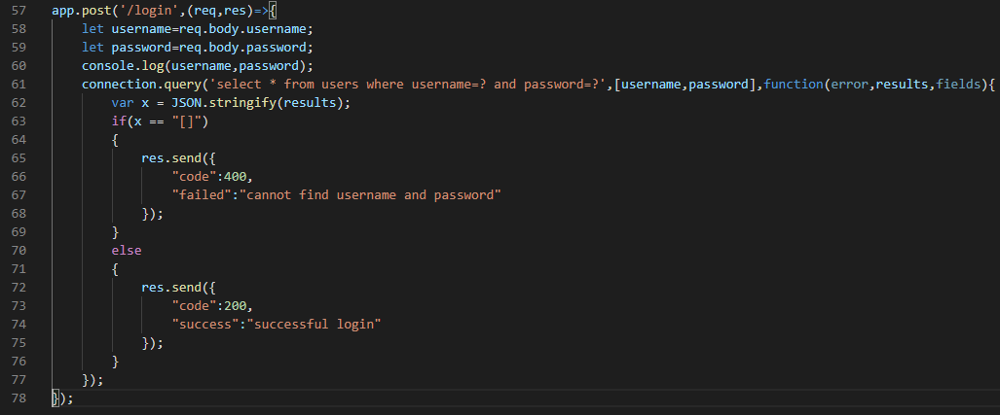 57 app.post('/login',(req,res)=>{
58     let username=req.body.username;
59     let password=req.body.password;
60     console.log(username,password);
61     connection.query('select * from users where username=? and password=?',[username,password],function(error,results,fields){
62         var x = JSON.stringify(results);
63         if(x == "[]")
64         {
65             res.send({
66                 "code":400,
67                 "failed":"cannot find username and password"
68             });
69         }
70         else
71         {
72             res.send({
73                 "code":200,
74                 "success":"successful login"
75             });
76         }
77     });
78 });